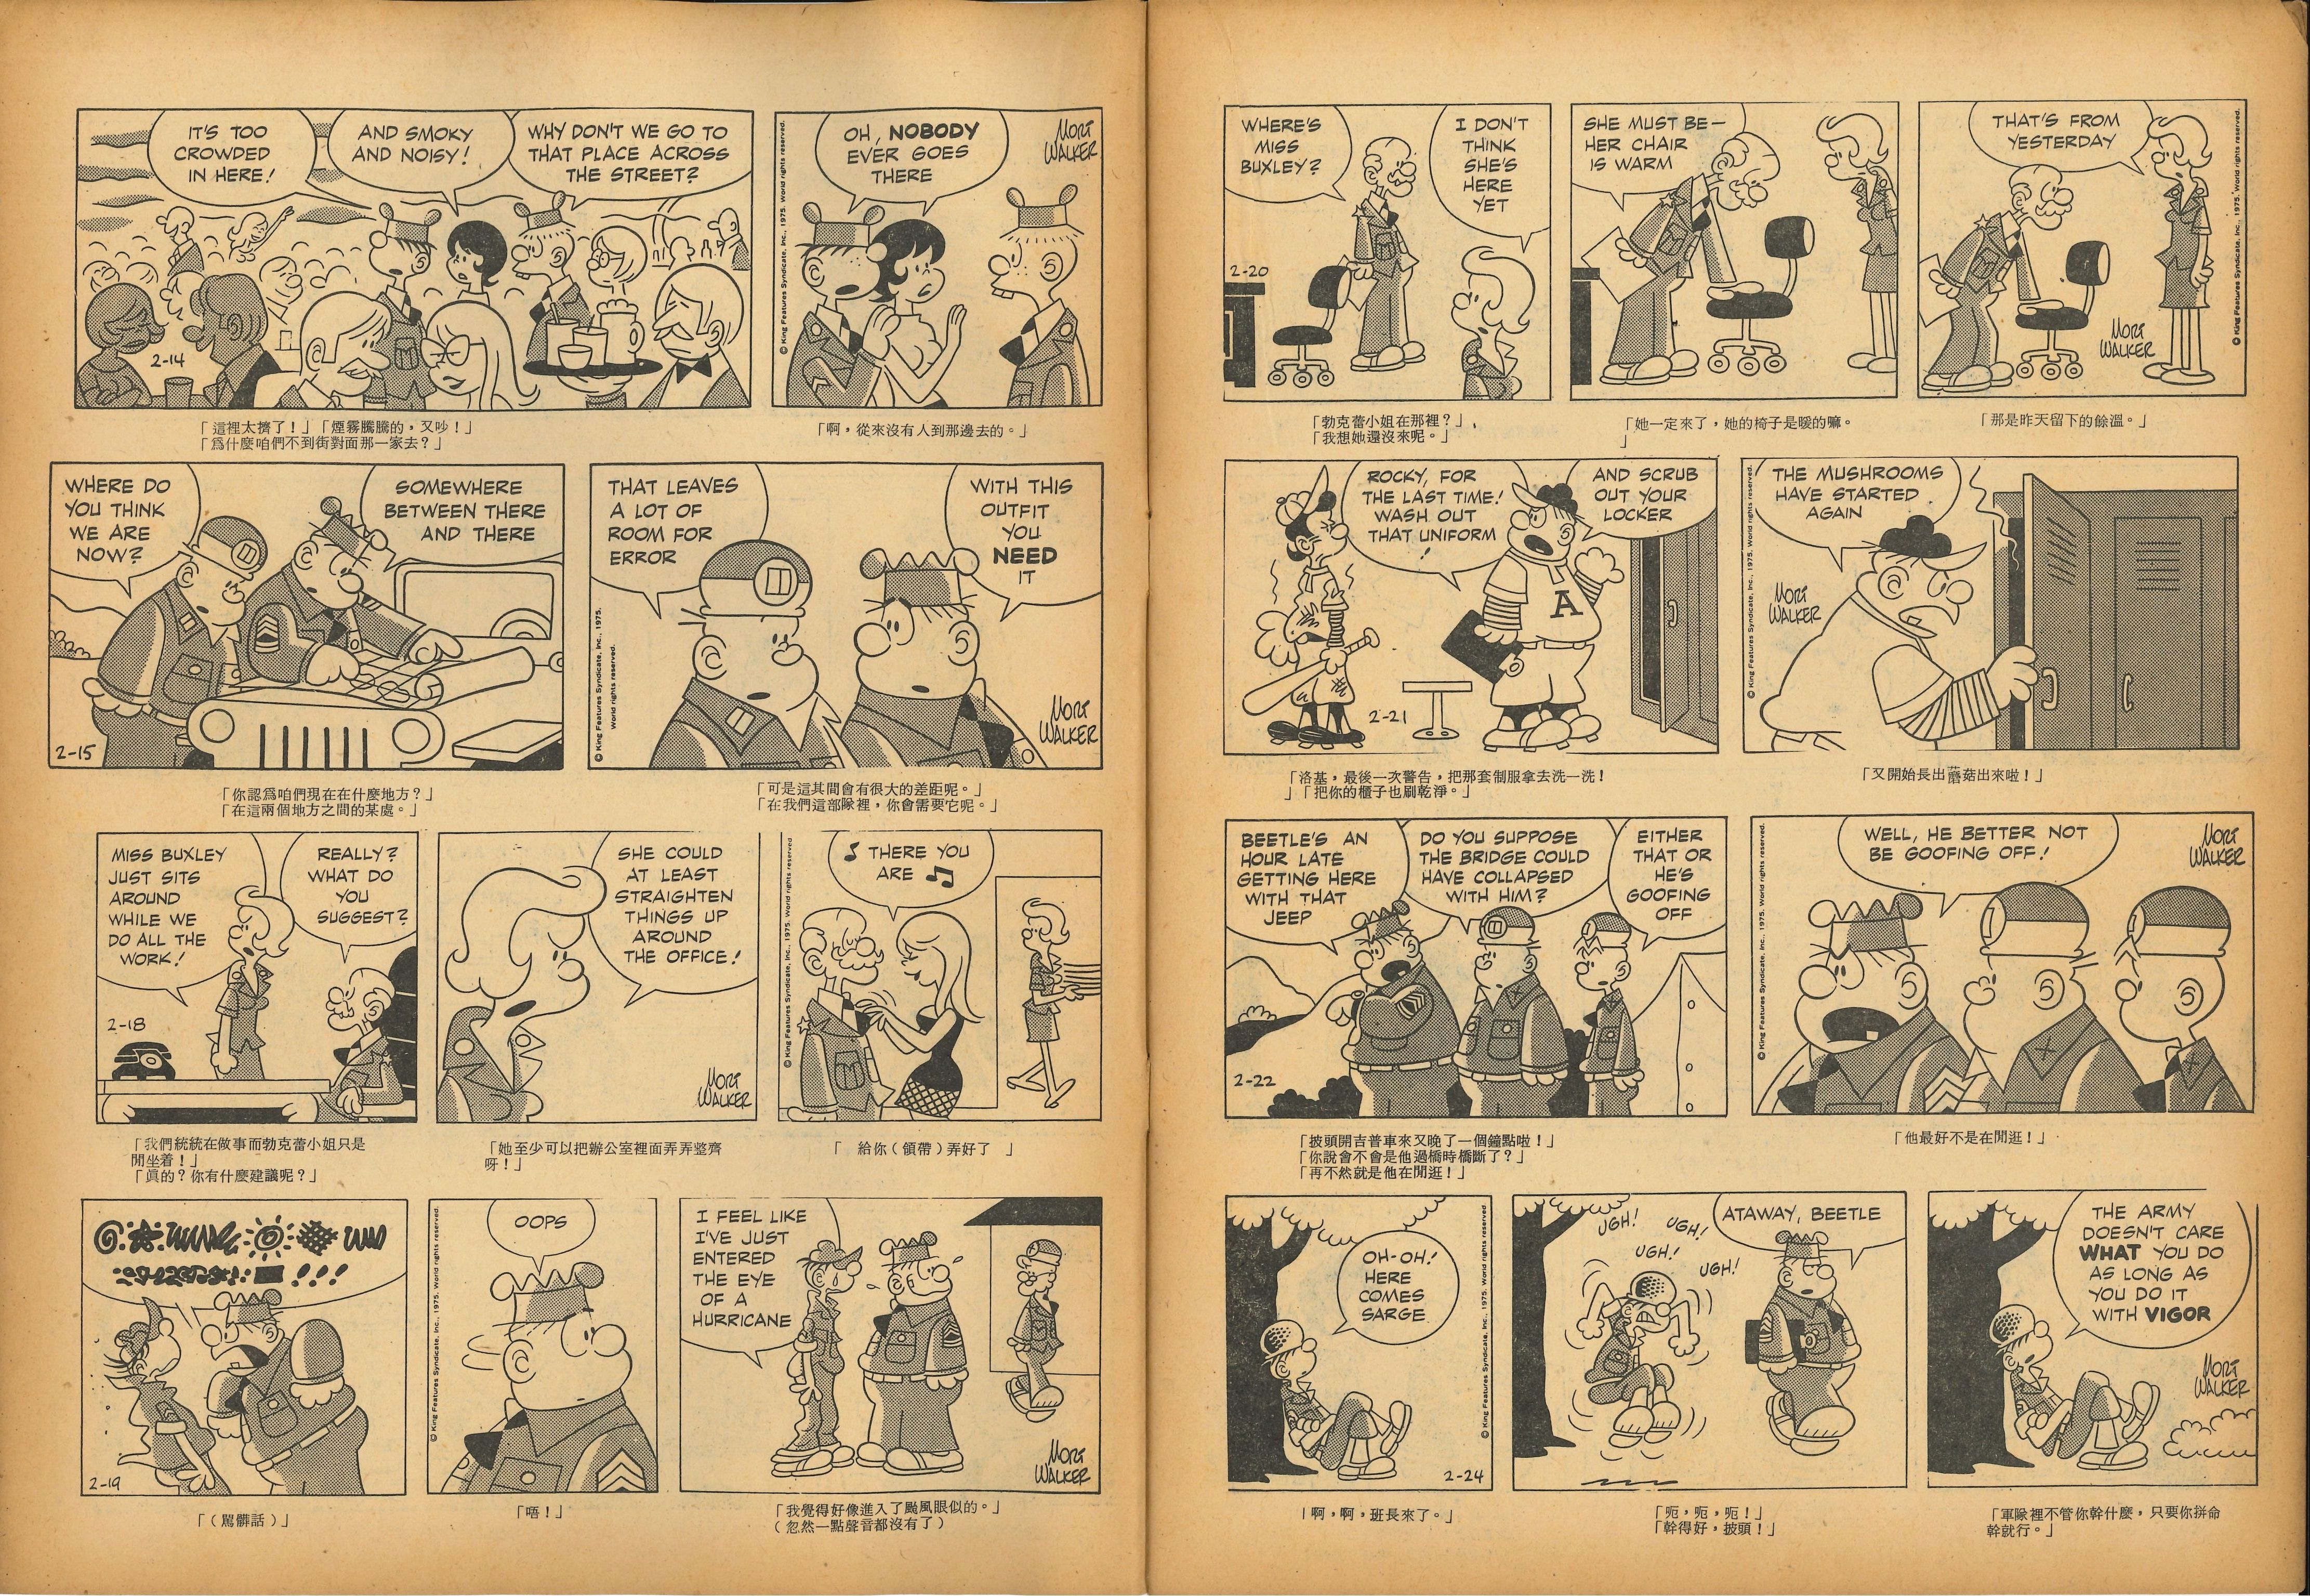 IT'S TOO
CROWDED
IN HERE!
AND SMOKY
AND NOISY!
WHY DON'T WE GO TO
THAT PLACE ACROSS
THE STREET?
2-14
OH, NOBODY
EVER GOES
THERE
MORT
WALKER
© King Features Syndicate, Inc., 1975. World rights reserved.
「這裡太擠了！」「煙霧騰騰的，又吵！」
「爲什麼咱們不到街對面那一家去？」
「啊，從來沒有人到那邊去的。」
WHERE DO
YOU THINK
WE ARE
NOW?
SOMEWHERE
BETWEEN THERE
AND THERE
2-15
THAT LEAVES
A LOT OF
ROOM FOR
ERROR
WITH THIS
OUTFIT
YOU
NEED
IT
© King Features Syndicate, Inc., 1975.
World rights reserved.
MORT
WALKER
「你認爲咱們現在在什麼地方？」
「在這兩個地方之間的某處。」
「可是這其間會有很大的差距呢。」
「在我們這部隊裡，你會需要它呢。」
MISS BUXLEY
JUST SITS
AROUND
WHILE WE
DO ALL THE
WORK!
REALLY?
WHAT DO
YOU
SUGGEST?
2-18
SHE COULD
AT LEAST
STRAIGHTEN
THINGS UP
AROUND
THE OFFICE!
MORT
WALKER
© King Features Syndicate, Inc., 1975. World rights reserved
♪ THERE YOU
ARE ♫
「我們統統在做事而勃克蕾小姐只是
閒坐着！」
「眞的？你有什麼建議呢？」
「她至少可以把辦公室裡面弄弄整齊
呀！」
「 給你（領帶）弄好了 」
!!!
2-19
OOPS
© King Features Syndicate, Inc., 1975. World rights reserved.
I FEEL LIKE
I'VE JUST
ENTERED
THE EYE
OF A
HURRICANE
MORT
WALKER
「（駡髒話）」
「唔！」
「我覺得好像進入了颱風眼似的。」
（忽然一點聲音都沒有了）
WHERE'S
MISS
BUXLEY?
I DON'T
THINK
SHE'S
HERE
YET
2-20
SHE MUST BE—
HER CHAIR
IS WARM
THAT'S FROM
YESTERDAY
MORT
WALKER
© King Features Syndicate, Inc., 1975. World rights reserved.
「勃克蕾小姐在那裡？」
「我想她還沒來呢。」
「她一定來了，她的椅子是暖的嘛。
」
「那是昨天留下的餘溫。」
ROCKY, FOR
THE LAST TIME!
WASH OUT
THAT UNIFORM
!
AND SCRUB
OUT YOUR
LOCKER
A
2-21
© King Features Syndicate, Inc., 1975. World rights reserved.
THE MUSHROOMS
HAVE STARTED
AGAIN
MORT
WALKER
「洛基，最後一次警告，把那套制服拿去洗一洗！
」「把你的櫃子也刷乾淨。」
「又開始長出蘑菇出來啦！」
BEETLE'S AN
HOUR LATE
GETTING HERE
WITH THAT
JEEP
DO YOU SUPPOSE
THE BRIDGE COULD
HAVE COLLAPSED
WITH HIM?
EITHER
THAT OR
HE'S
GOOFING
OFF
2-22
© King Features Syndicate, Inc., 1975. World rights reserved.
WELL, HE BETTER NOT
BE GOOFING OFF!
MORT
WALKER
「披頭開吉普車來又晚了一個鐘點啦！」
「你說會不會是他過橋時橋斷了？」
「再不然就是他在閒逛！」
「他最好不是在閒逛！」
OH-OH!
HERE
COMES
SARGE
2-24
© King Features Syndicate, Inc., 1975. World rights reserved.
UGH!
UGH!
UGH!
UGH!
ATAWAY, BEETLE
THE ARMY
DOESN'T CARE
WHAT YOU DO
AS LONG AS
YOU DO IT
WITH VIGOR
MORT
WALKER
「啊，啊，班長來了。」
「呃，呃，呃！」
「幹得好，披頭！」
「軍隊裡不管你幹什麼，只要你拼命
幹就行。」